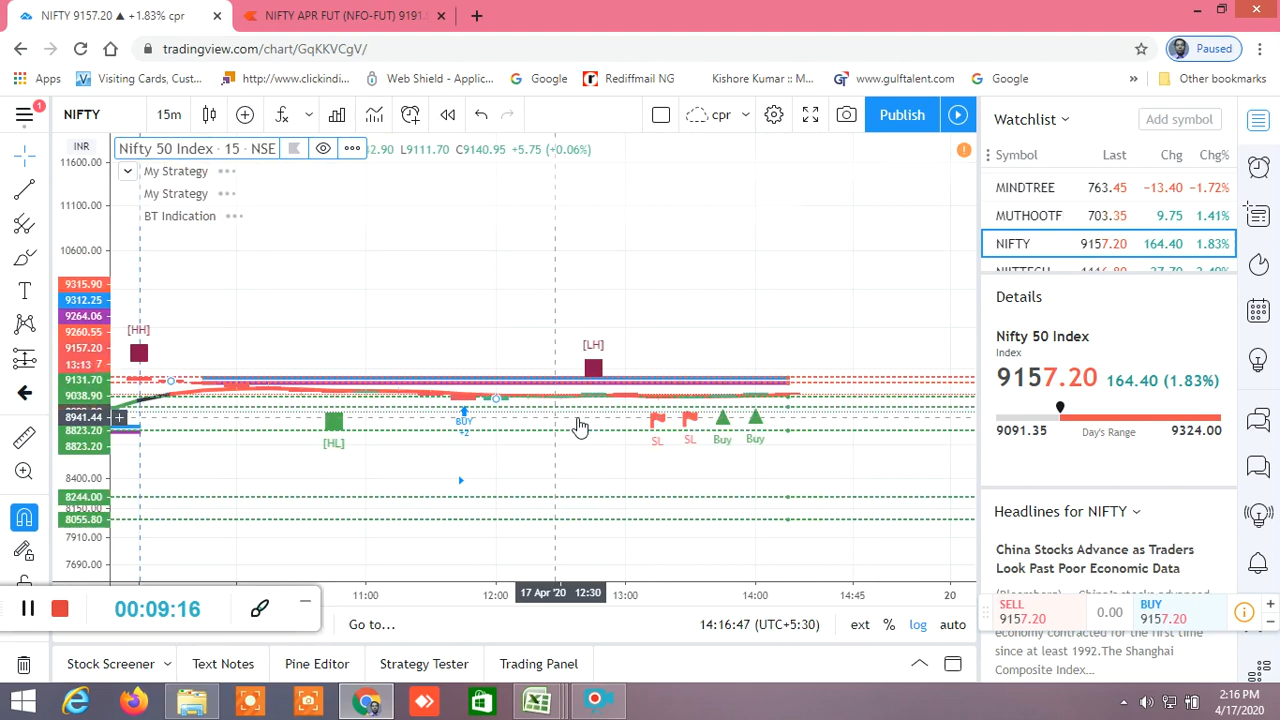 NIFTY 9157.20 ▲ +1.83% cpr
NIFTY APR FUT (NFO-FUT) 9191.
tradingview.com/chart/GqKKVCgV/
Paused
Apps
Visiting Cards, Cust...
http://www.clickindi...
Web Shield - Applic...
Google
Rediffmail NG
Kishore Kumar :: M...
www.gulftalent.com
Google
»
Other bookmarks
1
NIFTY
15m
cpr
Publish
Watchlist
Add symbol
INR
Nifty 50 Index · 15 · NSE
2.90 L9111.70 C9140.95 +5.75 (+0.06%)
My Strategy
My Strategy
BT Indication
Symbol Last Chg Chg%
MINDTREE 763.45 −13.40 −1.72%
MUTHOOTF 703.35 9.75 1.41%
NIFTY 9157.20 164.40 1.83%
11600.00
11100.00
10600.00
9315.90
9312.25
9264.06
9260.55
9157.20
13:13
9131.70
9038.90
8941.44
8823.20
8823.20
8400.00
8244.00
8150.00
8055.80
7910.00
7690.00
[HH]
[LH]
[HL]
BUY
+2
SL
SL
Buy
Buy
Details
Nifty 50 Index
Index
9157.20 164.40 (1.83%)
9091.35 Day's Range 9324.00
Headlines for NIFTY
China Stocks Advance as Traders
Look Past Poor Economic Data
SELL
9157.20
0.00
BUY
9157.20
economy contracted for the first time
since at least 1992.The Shanghai
Composite Index...
11:00
12:00
17 Apr '20 12:30
13:00
14:00
14:45
20
00:09:16
Go to...
14:16:47 (UTC+5:30)
ext % log auto
Stock Screener
Text Notes
Pine Editor
Strategy Tester
Trading Panel
2:16 PM
4/17/2020